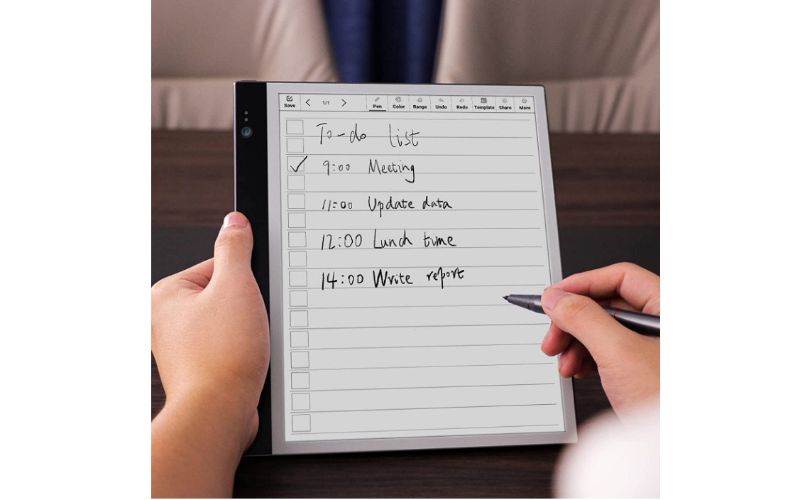 Save 1/1 Pen Color Range Undo Redo Template Share More
To-do list
9:00 Meeting
11:00 Update data
12:00 Lunch time
14:00 Write report